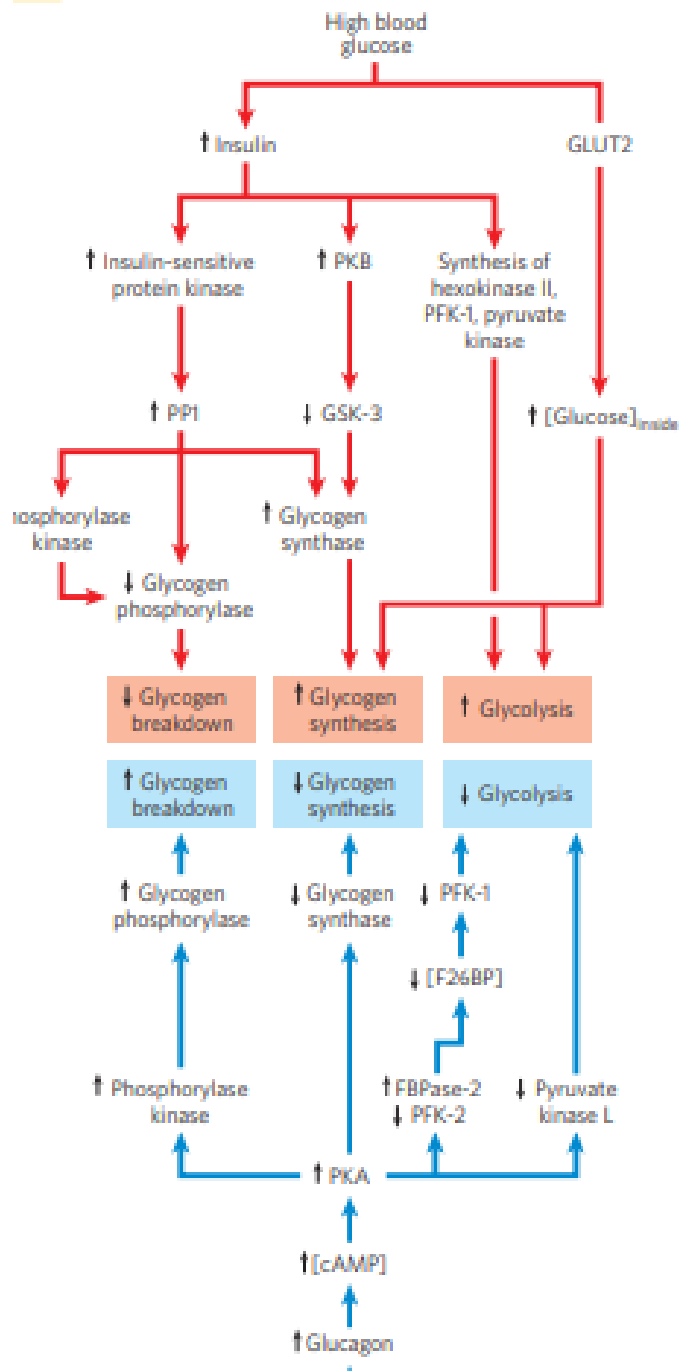 High blood
glucose
↑ Insulin
GLUT2
↑ Insulin-sensitive
protein kinase
↑ PKB
Synthesis of
hexokinase II,
PFK-1, pyruvate
kinase
↑ PP1
↓ GSK-3
↑ [Glucose]inside
osphorylase
kinase
↑ Glycogen
synthase
↓ Glycogen
phosphorylase
↓ Glycogen
breakdown
↑ Glycogen
synthesis
↑ Glycolysis
↑ Glycogen
breakdown
↓ Glycogen
synthesis
↓ Glycolysis
↑ Glycogen
phosphorylase
↓ Glycogen
synthase
↓ PFK-1
↓ [F26BP]
↑ Phosphorylase
kinase
↑ FBPase-2
↓ PFK-2
↓ Pyruvate
kinase L
↑ PKA
↑ [cAMP]
↑ Glucagon